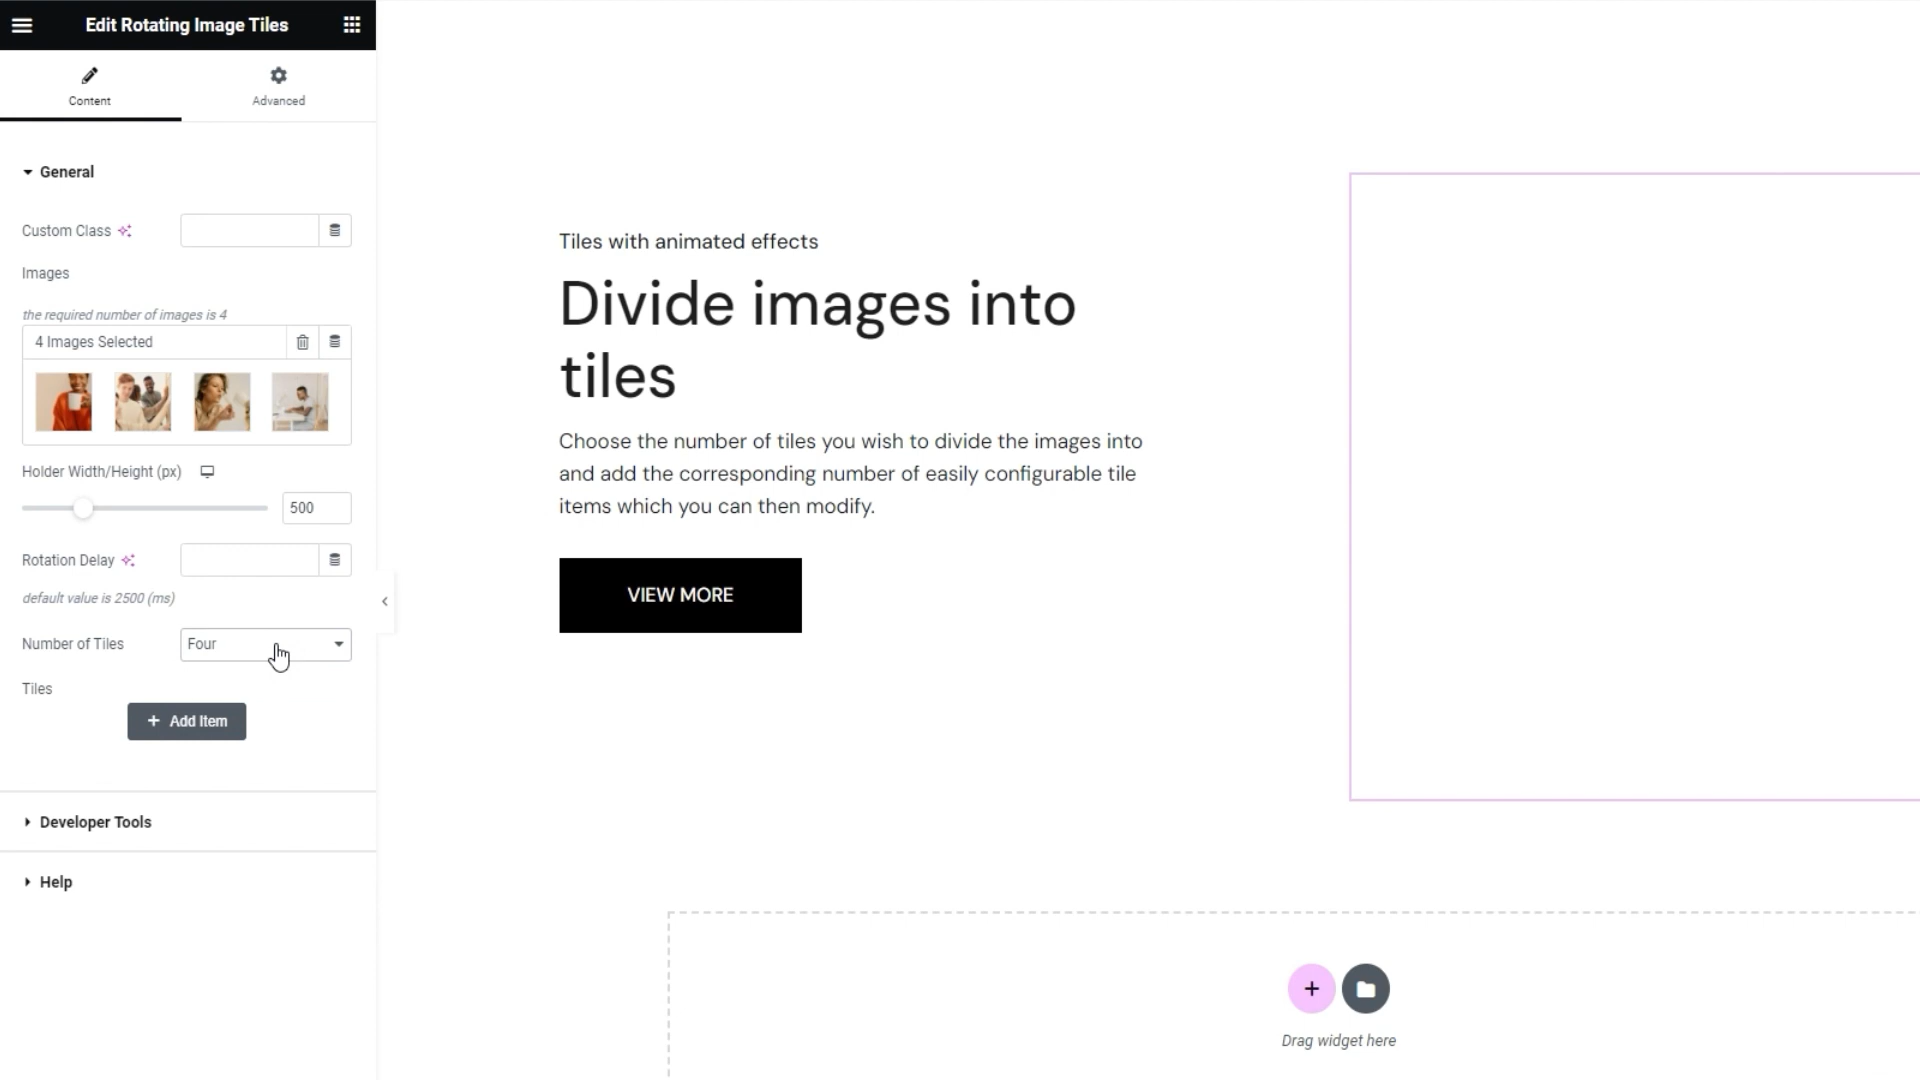 Edit Rotating Image Tiles
Content
Advanced
General
Custom Class
Images
the required number of images is 4
4 Images Selected
Holder Width/Height (px)
500
Rotation Delay
default value is 2500 (ms)
Number of Tiles
Four
Tiles
+ Add Item
Developer Tools
Help
Tiles with animated effects
Divide images into
tiles
Choose the number of tiles you wish to divide the images into
and add the corresponding number of easily configurable tile
items which you can then modify.
VIEW MORE
Drag widget here